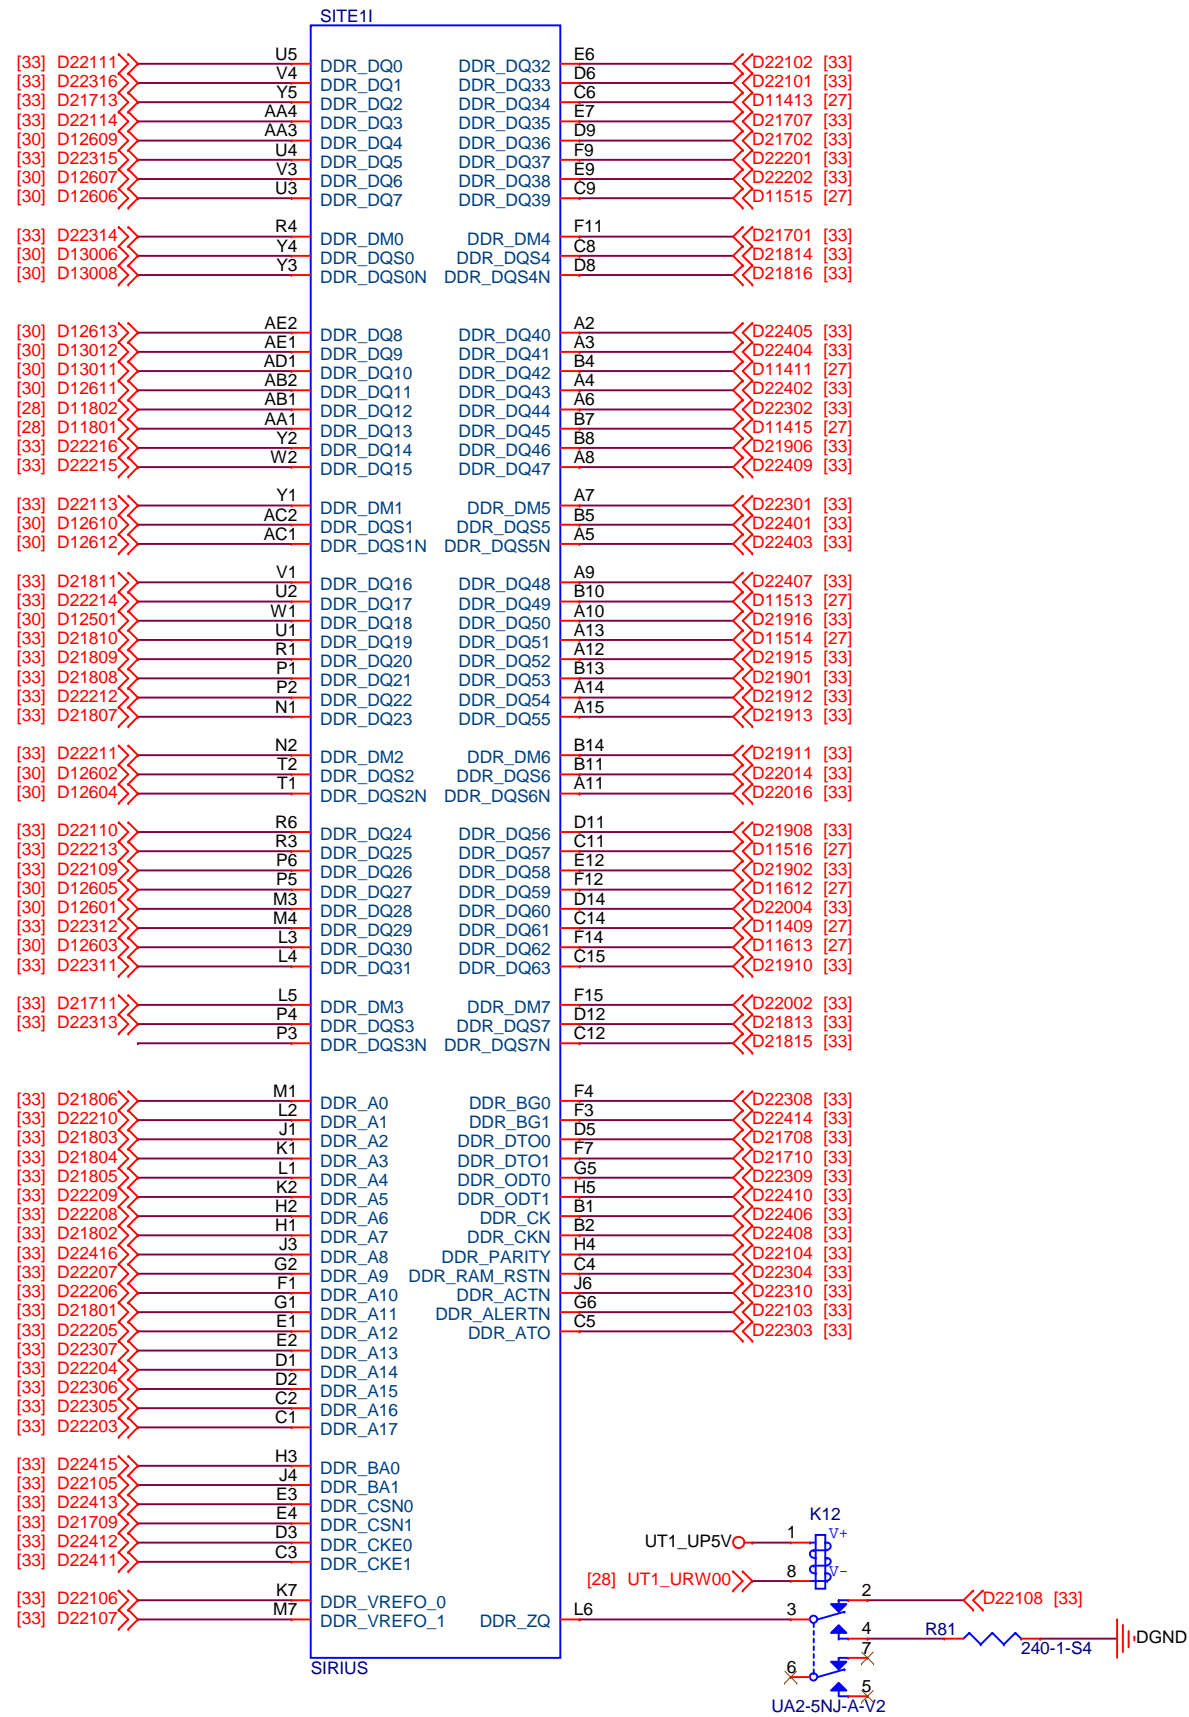 SITE1I
[33] D22111 U5 DDR_DQ0 DDR_DQ32 E6 D22102 [33]
[33] D22316 V4 DDR_DQ1 DDR_DQ33 D6 D22101 [33]
[33] D21713 Y5 DDR_DQ2 DDR_DQ34 C6 D11413 [27]
[33] D22114 AA4 DDR_DQ3 DDR_DQ35 E7 D21707 [33]
[30] D12609 AA3 DDR_DQ4 DDR_DQ36 D9 D21702 [33]
[33] D22315 U4 DDR_DQ5 DDR_DQ37 F9 D22201 [33]
[30] D12607 V3 DDR_DQ6 DDR_DQ38 E9 D22202 [33]
[30] D12606 U3 DDR_DQ7 DDR_DQ39 C9 D11515 [27]
[33] D22314 R4 DDR_DM0 DDR_DM4 F11 D21701 [33]
[30] D13006 Y4 DDR_DQS0 DDR_DQS4 C8 D21814 [33]
[30] D13008 Y3 DDR_DQS0N DDR_DQS4N D8 D21816 [33]
[30] D12613 AE2 DDR_DQ8 DDR_DQ40 A2 D22405 [33]
[30] D13012 AE1 DDR_DQ9 DDR_DQ41 A3 D22404 [33]
[30] D13011 AD1 DDR_DQ10 DDR_DQ42 B4 D11411 [27]
[30] D12611 AB2 DDR_DQ11 DDR_DQ43 A4 D22402 [33]
[28] D11802 AB1 DDR_DQ12 DDR_DQ44 A6 D22302 [33]
[28] D11801 AA1 DDR_DQ13 DDR_DQ45 B7 D11415 [27]
[33] D22216 Y2 DDR_DQ14 DDR_DQ46 B8 D21906 [33]
[33] D22215 W2 DDR_DQ15 DDR_DQ47 A8 D22409 [33]
[33] D22113 Y1 DDR_DM1 DDR_DM5 A7 D22301 [33]
[30] D12610 AC2 DDR_DQS1 DDR_DQS5 B5 D22401 [33]
[30] D12612 AC1 DDR_DQS1N DDR_DQS5N A5 D22403 [33]
[33] D21811 V1 DDR_DQ16 DDR_DQ48 A9 D22407 [33]
[33] D22214 U2 DDR_DQ17 DDR_DQ49 B10 D11513 [27]
[30] D12501 W1 DDR_DQ18 DDR_DQ50 A10 D21916 [33]
[33] D21810 U1 DDR_DQ19 DDR_DQ51 A13 D11514 [27]
[33] D21809 R1 DDR_DQ20 DDR_DQ52 A12 D21915 [33]
[33] D21808 P1 DDR_DQ21 DDR_DQ53 B13 D21901 [33]
[33] D22212 P2 DDR_DQ22 DDR_DQ54 A14 D21912 [33]
[33] D21807 N1 DDR_DQ23 DDR_DQ55 A15 D21913 [33]
[33] D22211 N2 DDR_DM2 DDR_DM6 B14 D21911 [33]
[30] D12602 T2 DDR_DQS2 DDR_DQS6 B11 D22014 [33]
[30] D12604 T1 DDR_DQS2N DDR_DQS6N A11 D22016 [33]
[33] D22110 R6 DDR_DQ24 DDR_DQ56 D11 D21908 [33]
[33] D22213 R3 DDR_DQ25 DDR_DQ57 C11 D11516 [27]
[33] D22109 P6 DDR_DQ26 DDR_DQ58 E12 D21902 [33]
[30] D12605 P5 DDR_DQ27 DDR_DQ59 F12 D11612 [27]
[30] D12601 M3 DDR_DQ28 DDR_DQ60 D14 D22004 [33]
[33] D22312 M4 DDR_DQ29 DDR_DQ61 C14 D11409 [27]
[30] D12603 L3 DDR_DQ30 DDR_DQ62 F14 D11613 [27]
[33] D22311 L4 DDR_DQ31 DDR_DQ63 C15 D21910 [33]
[33] D21711 L5 DDR_DM3 DDR_DM7 F15 D22002 [33]
[33] D22313 P4 DDR_DQS3 DDR_DQS7 D12 D21813 [33]
P3 DDR_DQS3N DDR_DQS7N C12 D21815 [33]
[33] D21806 M1 DDR_A0 DDR_BG0 F4 D22308 [33]
[33] D22210 L2 DDR_A1 DDR_BG1 F3 D22414 [33]
[33] D21803 J1 DDR_A2 DDR_DTO0 D5 D21708 [33]
[33] D21804 K1 DDR_A3 DDR_DTO1 F7 D21710 [33]
[33] D21805 L1 DDR_A4 DDR_ODT0 G5 D22309 [33]
[33] D22209 K2 DDR_A5 DDR_ODT1 H5 D22410 [33]
[33] D22208 H2 DDR_A6 DDR_CK B1 D22406 [33]
[33] D21802 H1 DDR_A7 DDR_CKN B2 D22408 [33]
[33] D22416 J3 DDR_A8 DDR_PARITY H4 D22104 [33]
[33] D22207 G2 DDR_A9 DDR_RAM_RSTN C4 D22304 [33]
[33] D22206 F1 DDR_A10 DDR_ACTN J6 D22310 [33]
[33] D21801 G1 DDR_A11 DDR_ALERTN G6 D22103 [33]
[33] D22205 E1 DDR_A12 DDR_ATO C5 D22303 [33]
[33] D22307 E2 DDR_A13
[33] D22204 D1 DDR_A14
[33] D22306 D2 DDR_A15
[33] D22305 C2 DDR_A16
[33] D22203 C1 DDR_A17
[33] D22415 H3 DDR_BA0
[33] D22105 J4 DDR_BA1
[33] D22413 E3 DDR_CSN0
[33] D21709 E4 DDR_CSN1
[33] D22412 D3 DDR_CKE0
[33] D22411 C3 DDR_CKE1
[33] D22106 K7 DDR_VREFO_0
[33] D22107 M7 DDR_VREFO_1 DDR_ZQ L6
SIRIUS
K12
UT1_UP5V 1 V+
[28] UT1_URW00 8 V-
2 D22108 [33]
3
4 R81 240-1-S4 DGND
7
6
5
UA2-5NJ-A-V2